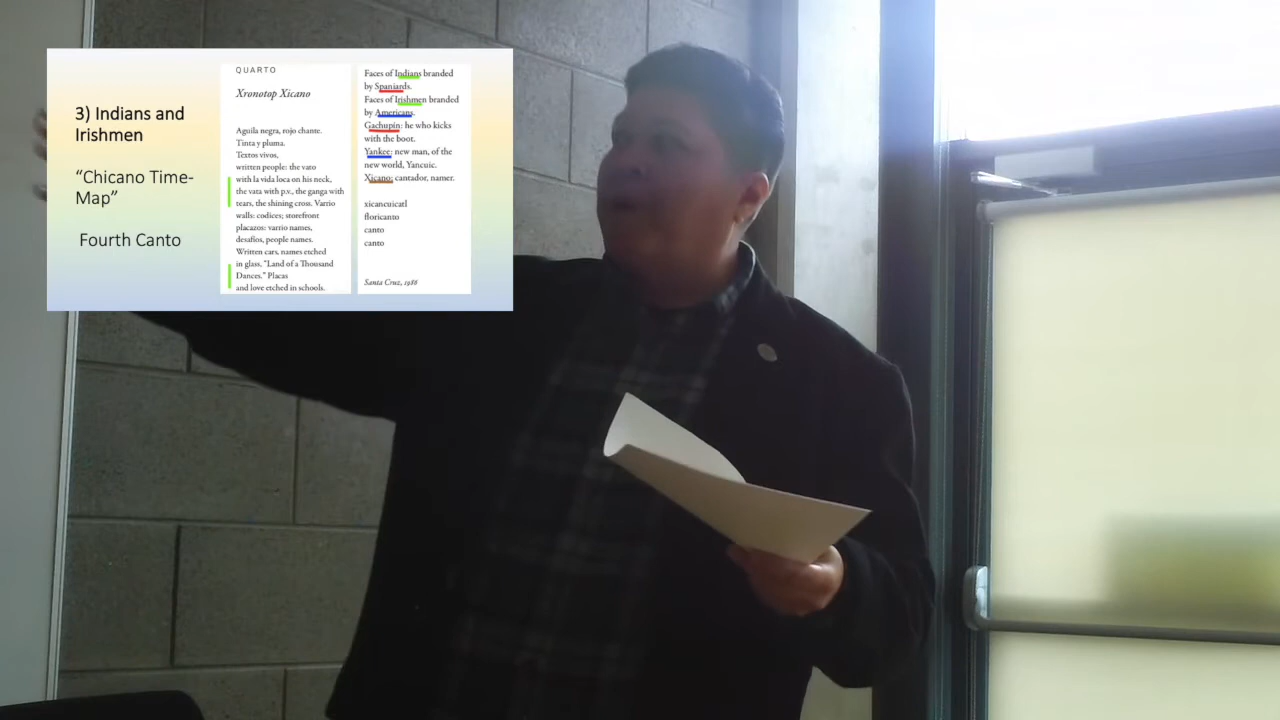 3) Indians and
Irishmen
“Chicano Time-
Map”
Fourth Canto
QUARTO
Xronotop Xicano
Aguila negra, rojo chante.
Tinta y pluma.
Textos vivos,
written people: the vato
with la vida loca on his neck,
the vata with p.v., the ganga with
tears, the shining cross. Varrio
walls: codices; storefront
placazos: varrio names,
desafíos, people names.
Written cars, names etched
in glass, “Land of a Thousand
Dances.” Placas
and love etched in schools.
Faces of Indians branded
by Spaniards.
Faces of Irishmen branded
by Americans.
Gachupín: he who kicks
with the boot.
Yankee: new man, of the
new world, Yancuic.
Xicano: cantador, namer.
xicancuicatl
floricanto
canto
canto
Santa Cruz, 1988